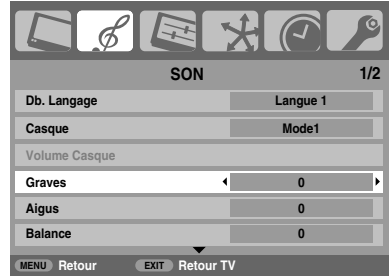 SON 1/2
Db. Langage Langue 1
Casque Mode1
Volume Casque
Graves 0
Aigus 0
Balance 0
MENU Retour EXIT Retour TV